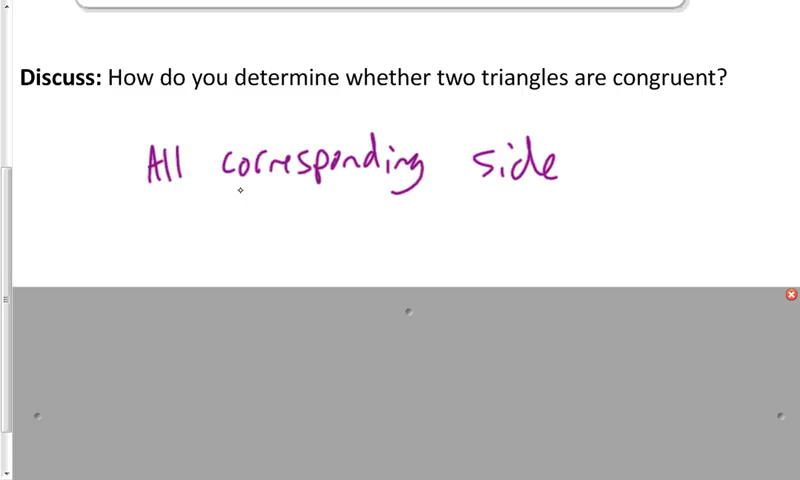 Discuss: How do you determine whether two triangles are congruent?
All corresponding side